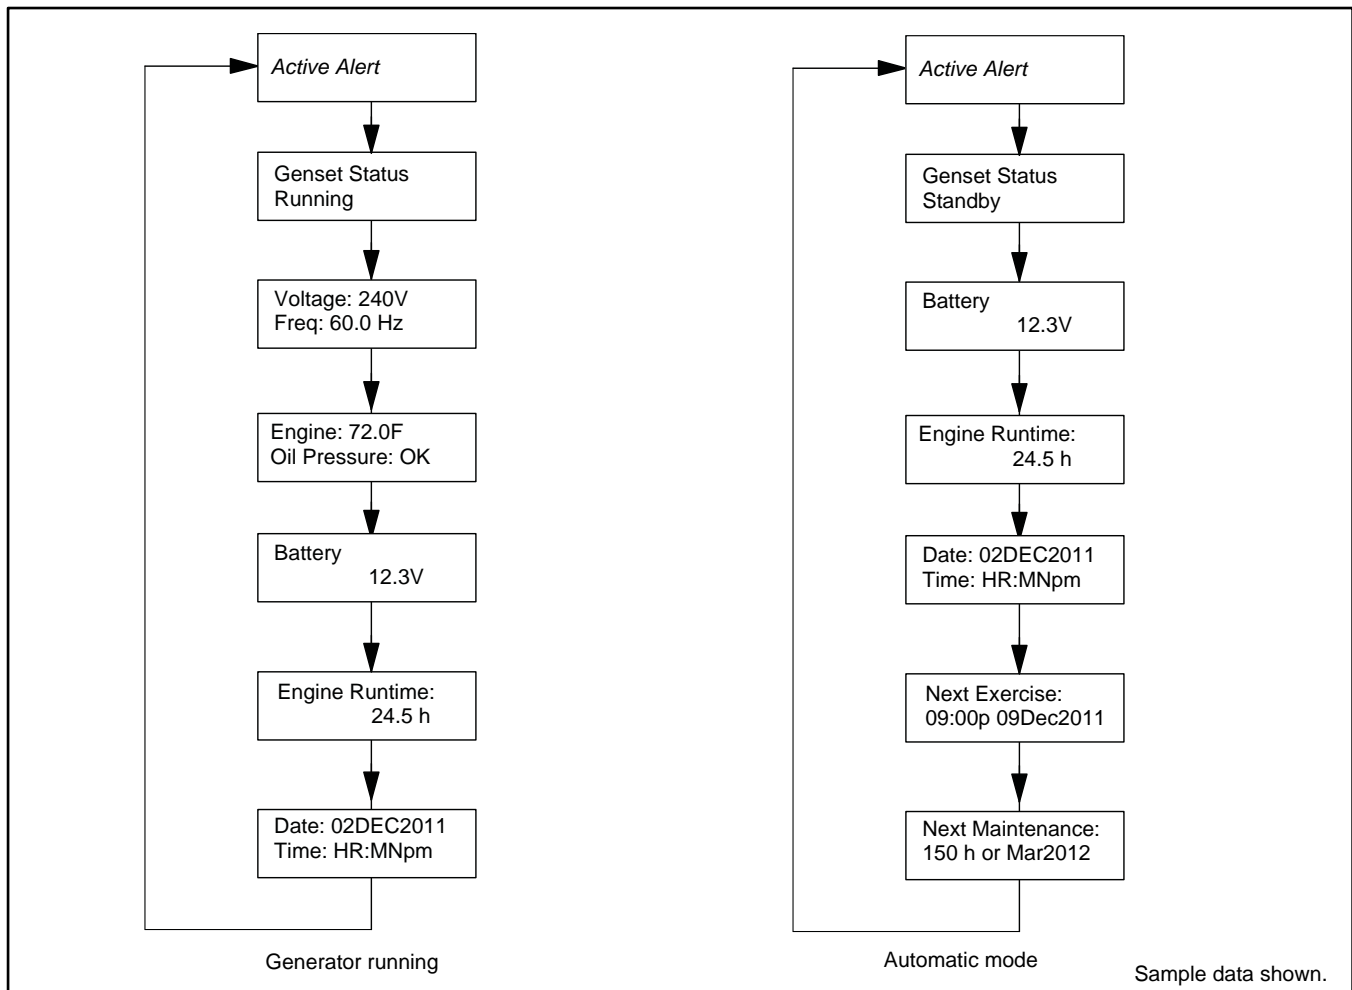 Active Alert
Genset Status
Running
Voltage: 240V
Freq: 60.0 Hz
Engine: 72.0F
Oil Pressure: OK
Battery
12.3V
Engine Runtime:
24.5 h
Date: 02DEC2011
Time: HR:MNpm
Generator running
Active Alert
Genset Status
Standby
Battery
12.3V
Engine Runtime:
24.5 h
Date: 02DEC2011
Time: HR:MNpm
Next Exercise:
09:00p 09Dec2011
Next Maintenance:
150 h or Mar2012
Automatic mode
Sample data shown.